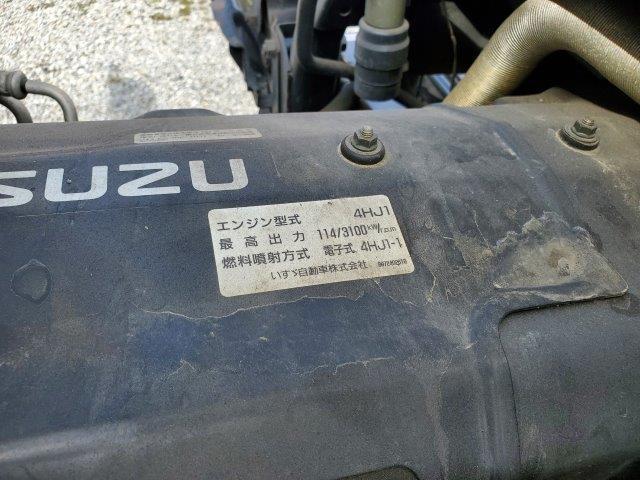 SUZU
エンジン型式 4HJ1
最高出力 114/3100kW/r.p.m
燃料噴射方式 電子式 4HJ1-1
いすゞ自動車株式会社